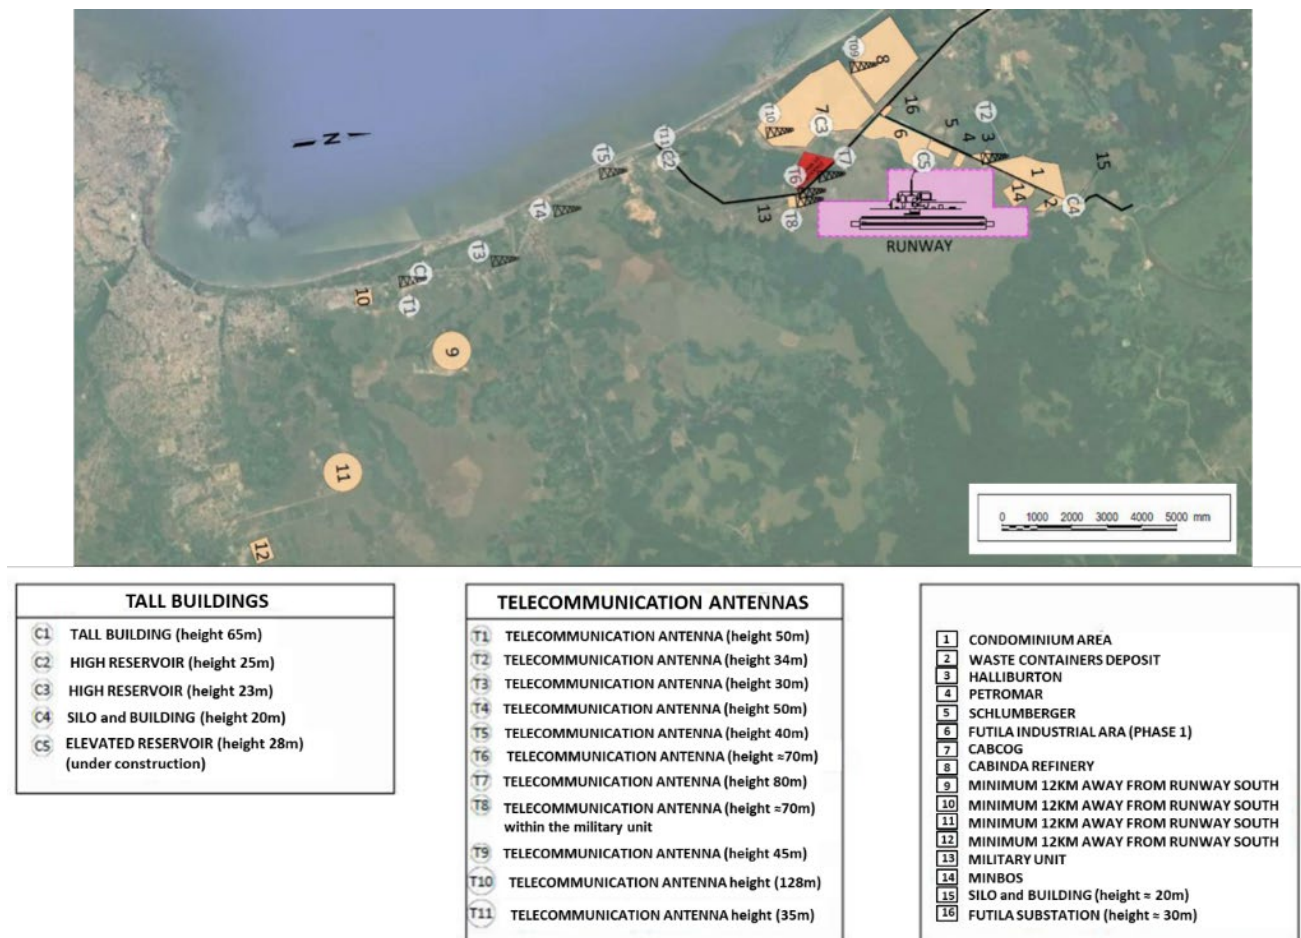 T09
8
T10
7
C3
16
T2
5
4
3
6
T11
C2
T7
C5
15
T5
T6
1
14
2
C4
N
T4
13
T8
RUNWAY
T3
C1
10
T1
9
11
12
0 1000 2000 3000 4000 5000 mm
TALL BUILDINGS
C1 TALL BUILDING (height 65m)
C2 HIGH RESERVOIR (height 25m)
C3 HIGH RESERVOIR (height 23m)
C4 SILO and BUILDING (height 20m)
C5 ELEVATED RESERVOIR (height 28m)
(under construction)
TELECOMMUNICATION ANTENNAS
T1 TELECOMMUNICATION ANTENNA (height 50m)
T2 TELECOMMUNICATION ANTENNA (height 34m)
T3 TELECOMMUNICATION ANTENNA (height 30m)
T4 TELECOMMUNICATION ANTENNA (height 50m)
T5 TELECOMMUNICATION ANTENNA (height 40m)
T6 TELECOMMUNICATION ANTENNA (height ≈70m)
T7 TELECOMMUNICATION ANTENNA (height 80m)
T8 TELECOMMUNICATION ANTENNA (height ≈70m)
within the military unit
T9 TELECOMMUNICATION ANTENNA (height 45m)
T10 TELECOMMUNICATION ANTENNA height (128m)
T11 TELECOMMUNICATION ANTENNA height (35m)
1 CONDOMINIUM AREA
2 WASTE CONTAINERS DEPOSIT
3 HALLIBURTON
4 PETROMAR
5 SCHLUMBERGER
6 FUTILA INDUSTRIAL ARA (PHASE 1)
7 CABCOG
8 CABINDA REFINERY
9 MINIMUM 12KM AWAY FROM RUNWAY SOUTH
10 MINIMUM 12KM AWAY FROM RUNWAY SOUTH
11 MINIMUM 12KM AWAY FROM RUNWAY SOUTH
12 MINIMUM 12KM AWAY FROM RUNWAY SOUTH
13 MILITARY UNIT
14 MINBOS
15 SILO and BUILDING (height ≈ 20m)
16 FUTILA SUBSTATION (height ≈ 30m)